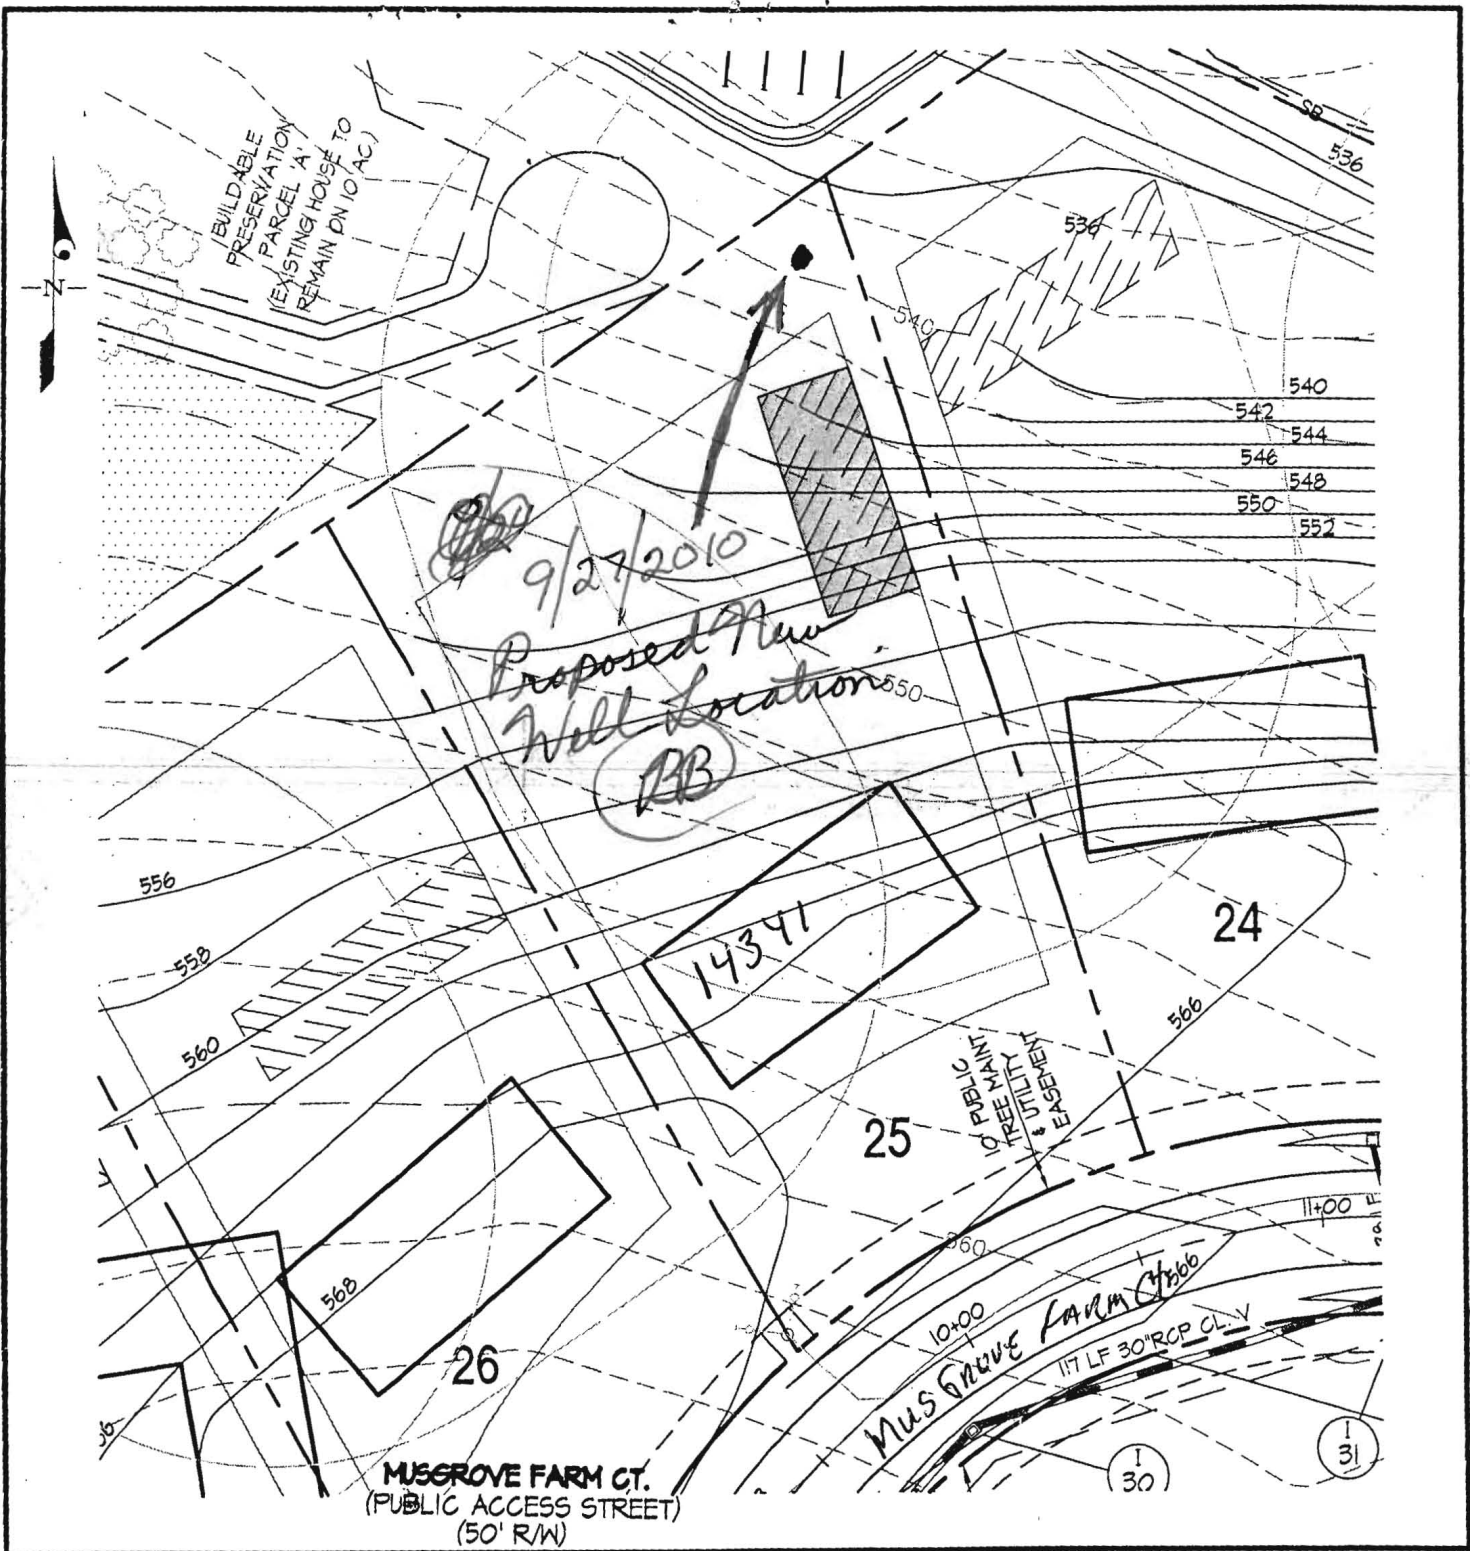 BUILDABLE
PRESERVATION
PARCEL 'A'
(EXISTING HOUSE TO
REMAIN ON 10 AC)
N
SB
536
536
540
540
542
544
546
548
550
552
9/27/2010
Proposed New
Well Location
BB
550
556
558
560
14341
24
566
10' PUBLIC
TREE MAINT
& UTILITY
EASEMENT
25
11+00
560
566
568
10+00
MUSGROVE FARM Ct
117 LF 30" RCP CL. V
26
I
30
I
31
MUSGROVE FARM CT.
(PUBLIC ACCESS STREET)
(50' R/W)